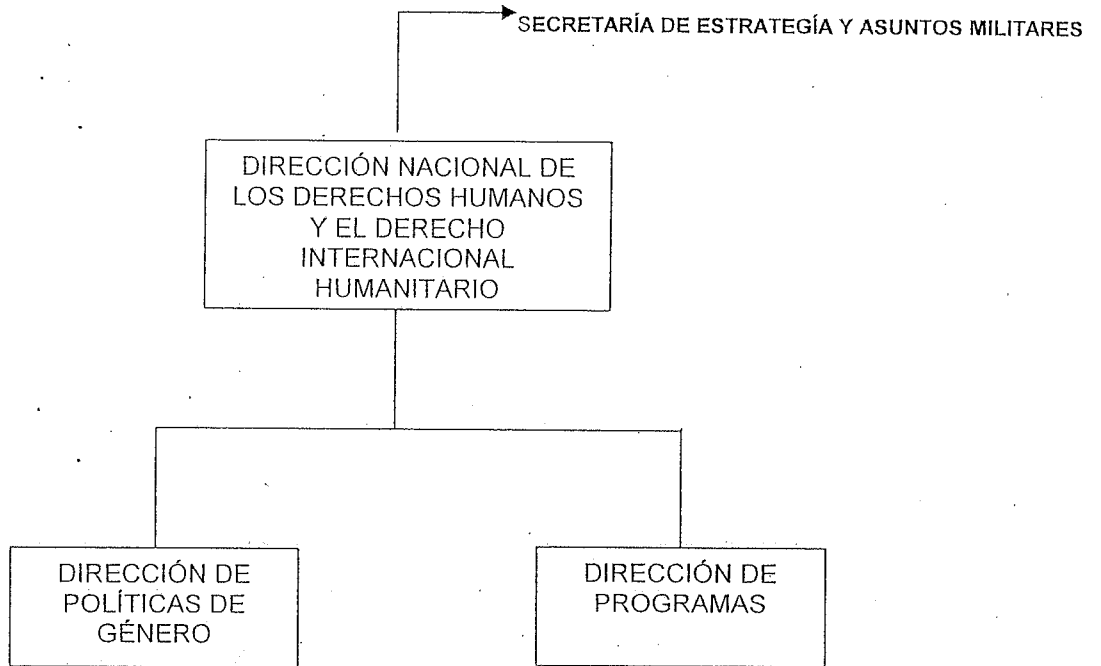 SECRETARÍA DE ESTRATEGÍA Y ASUNTOS MILITARES
DIRECCIÓN NACIONAL DE
LOS DERECHOS HUMANOS
Y EL DERECHO
INTERNACIONAL
HUMANITARIO
DIRECCIÓN DE
POLÍTICAS DE
GÉNERO
DIRECCIÓN DE
PROGRAMAS